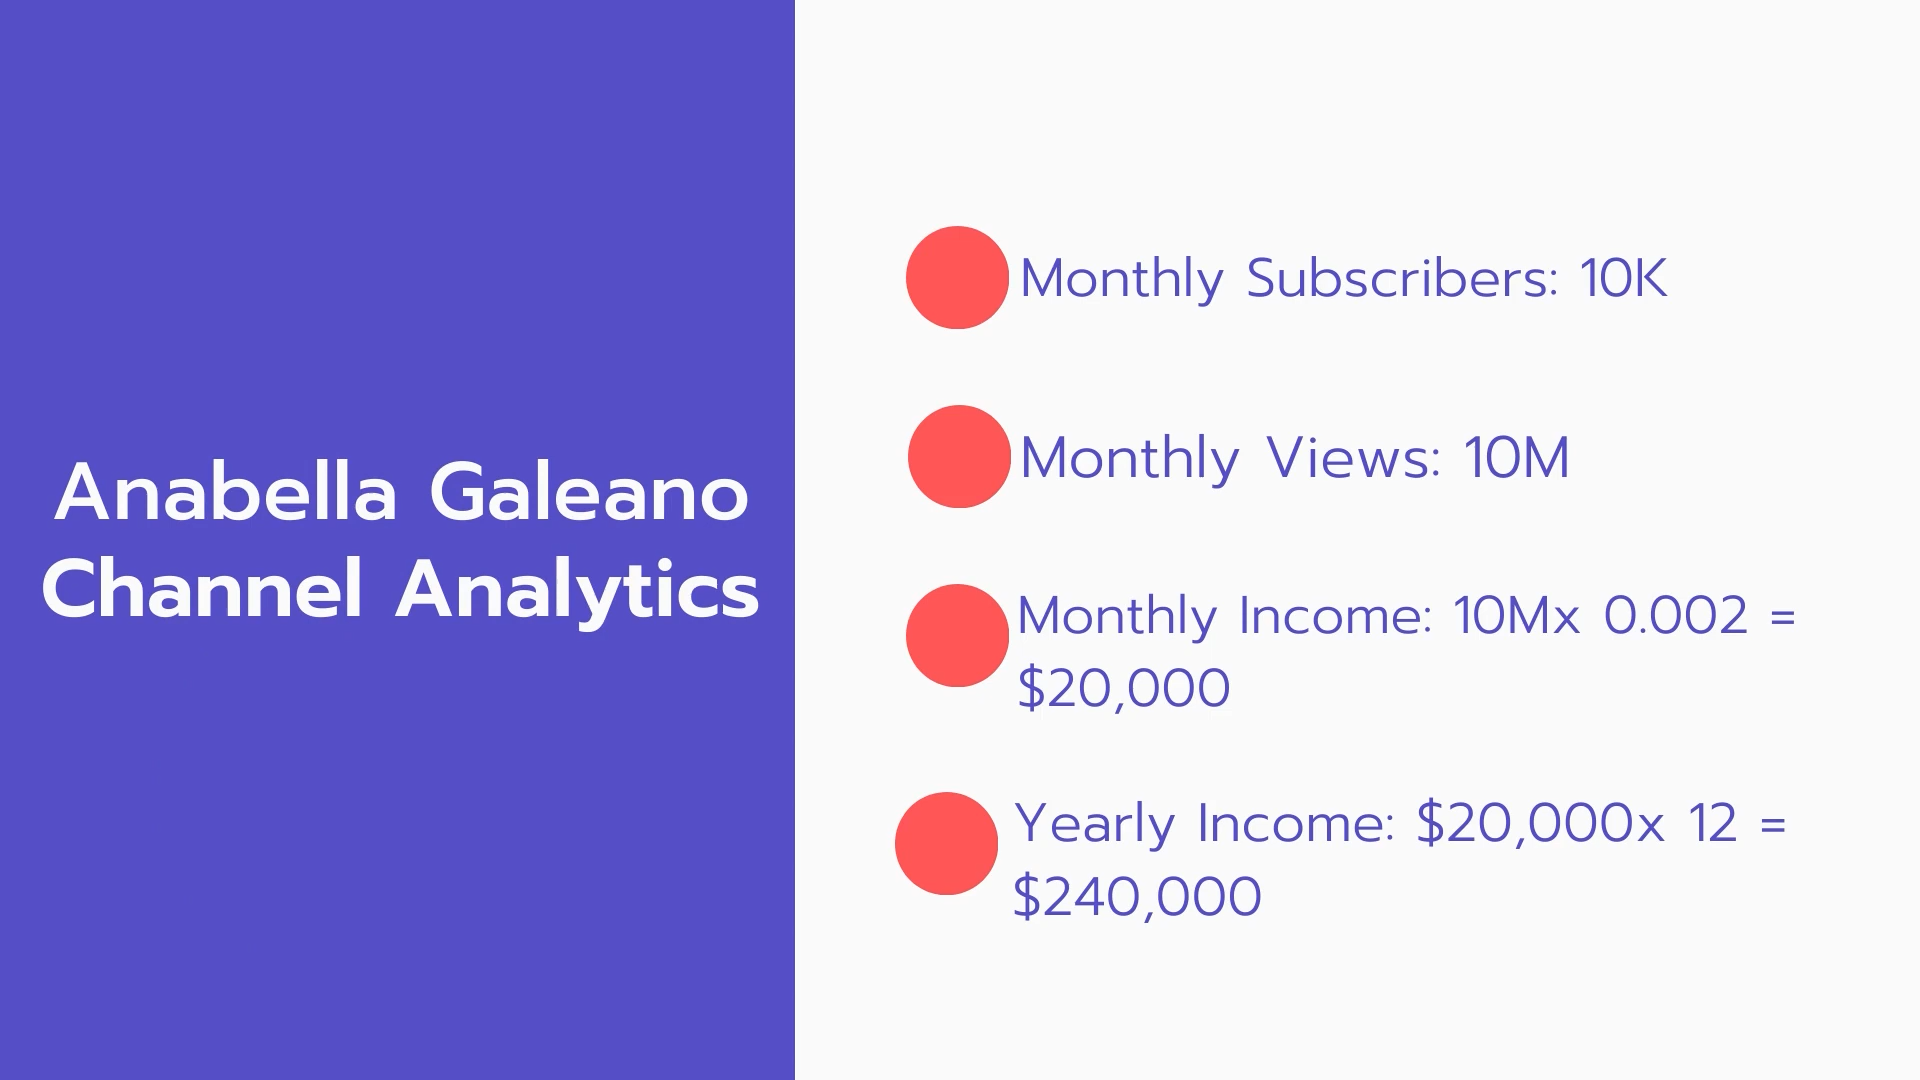 Anabella Galeano
Channel Analytics
Monthly Subscribers: 10K
Monthly Views: 10M
Monthly Income: 10Mx 0.002 =
$20,000
Yearly Income: $20,000x 12 =
$240,000